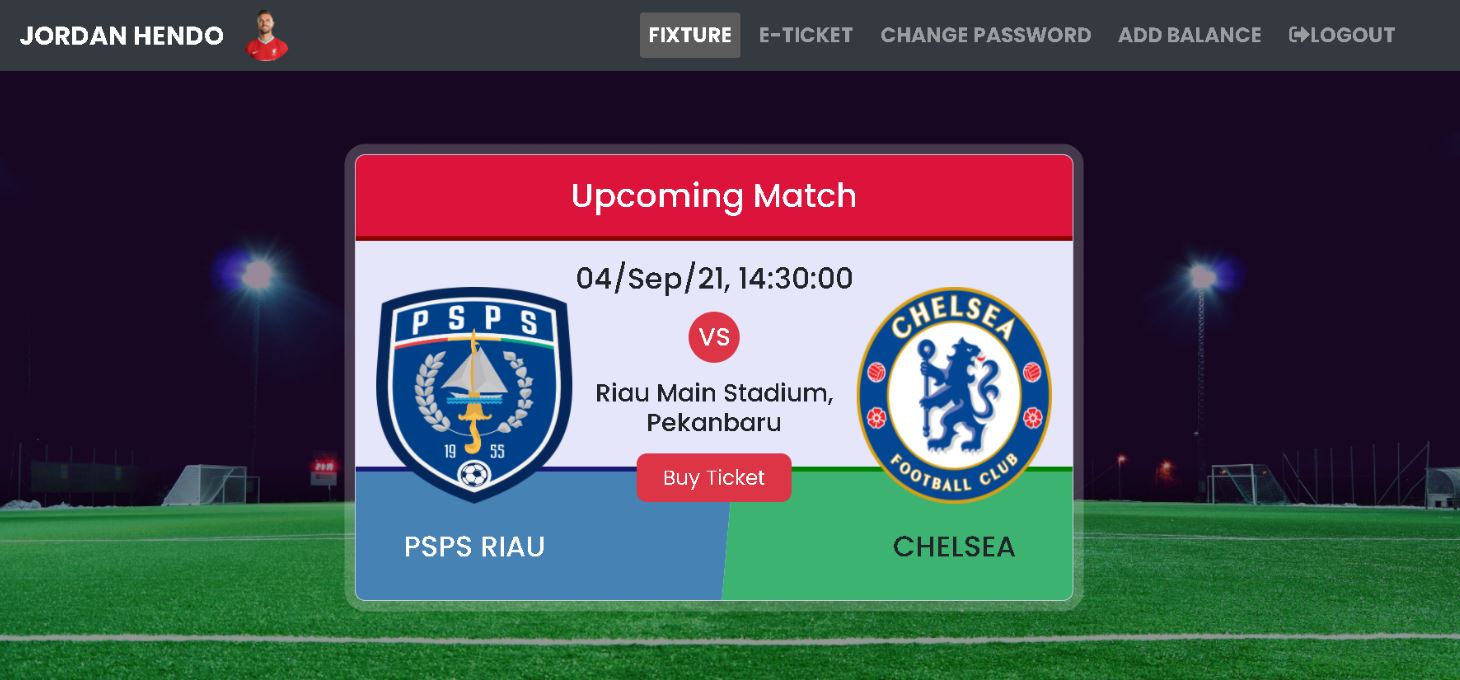 JORDAN HENDO
FIXTURE
E-TICKET
CHANGE PASSWORD
ADD BALANCE
LOGOUT
Upcoming Match
04/Sep/21, 14:30:00
PSPS
19 55
VS
CHELSEA
FOOTBALL CLUB
Riau Main Stadium,
Pekanbaru
Buy Ticket
PSPS RIAU
CHELSEA